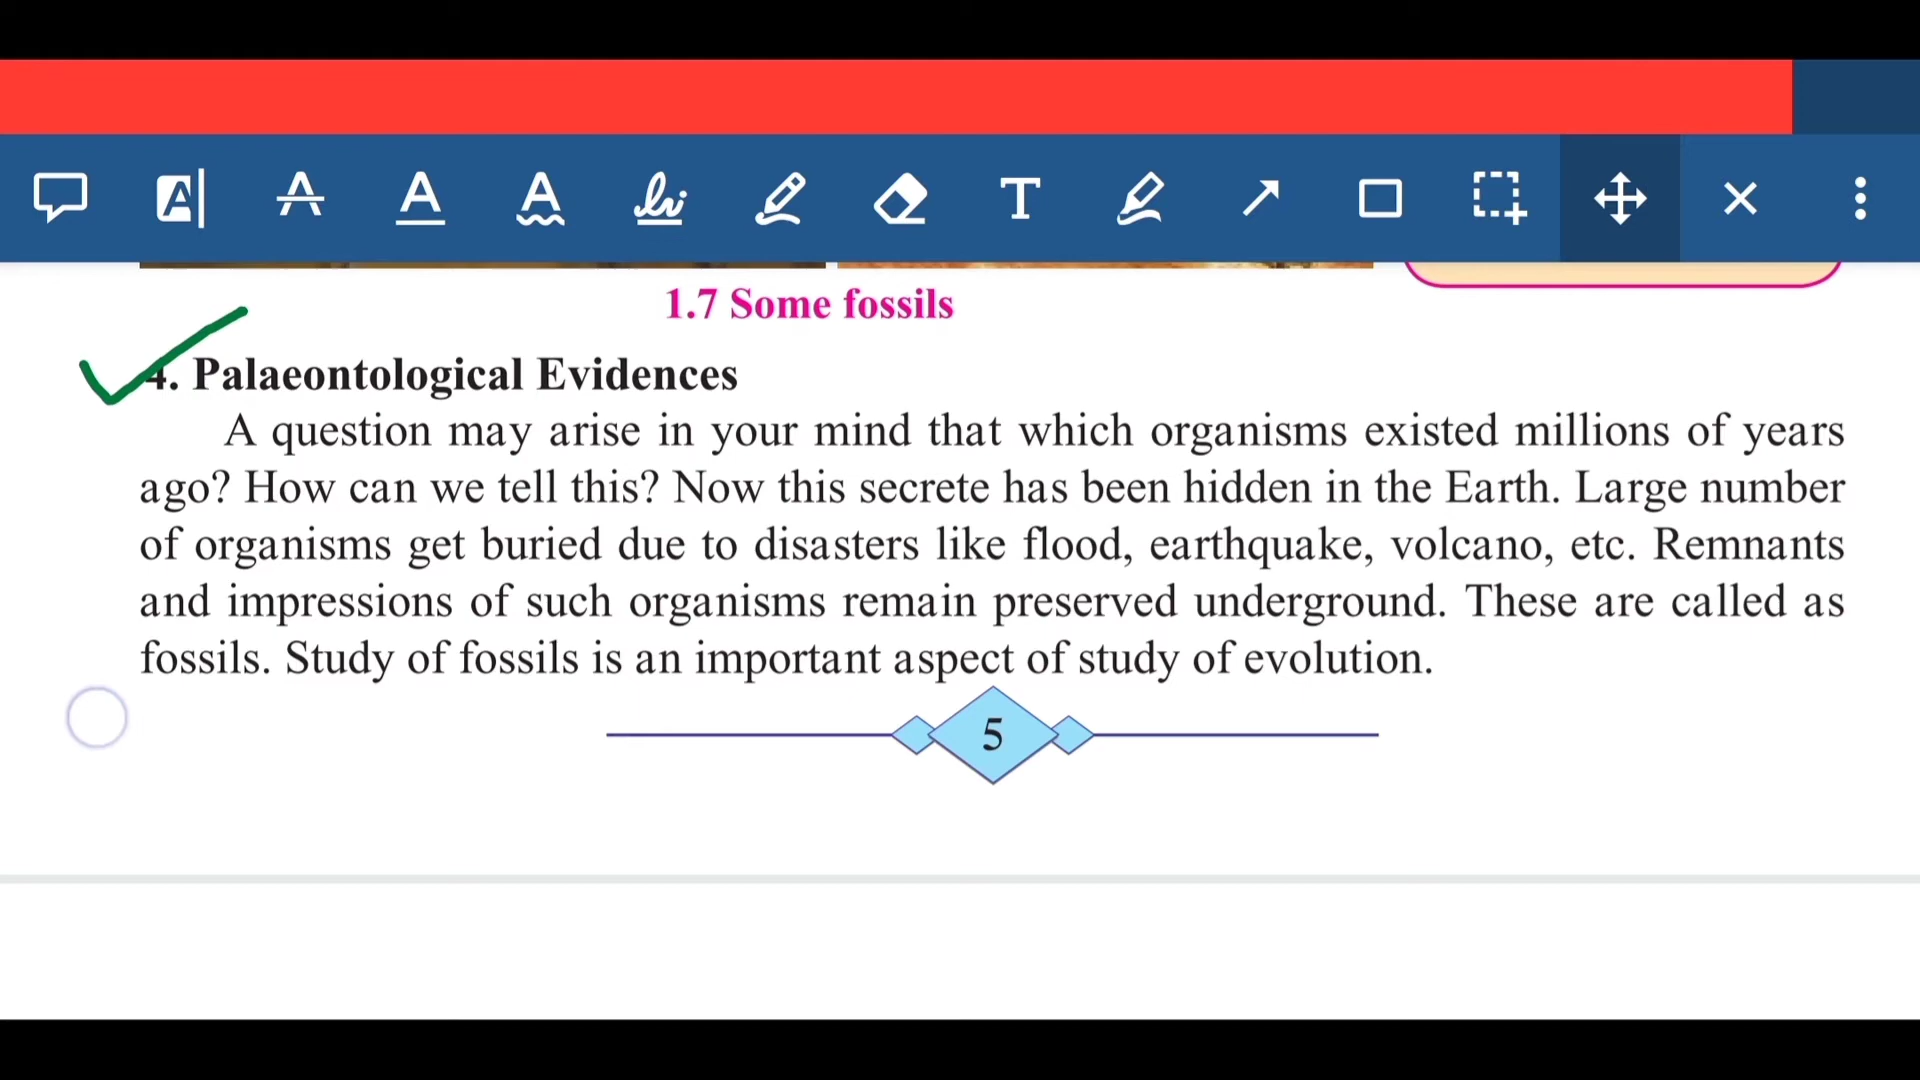 1.7 Some fossils
4. Palaeontological Evidences
A question may arise in your mind that which organisms existed millions of years
ago? How can we tell this? Now this secrete has been hidden in the Earth. Large number
of organisms get buried due to disasters like flood, earthquake, volcano, etc. Remnants
and impressions of such organisms remain preserved underground. These are called as
fossils. Study of fossils is an important aspect of study of evolution.
5